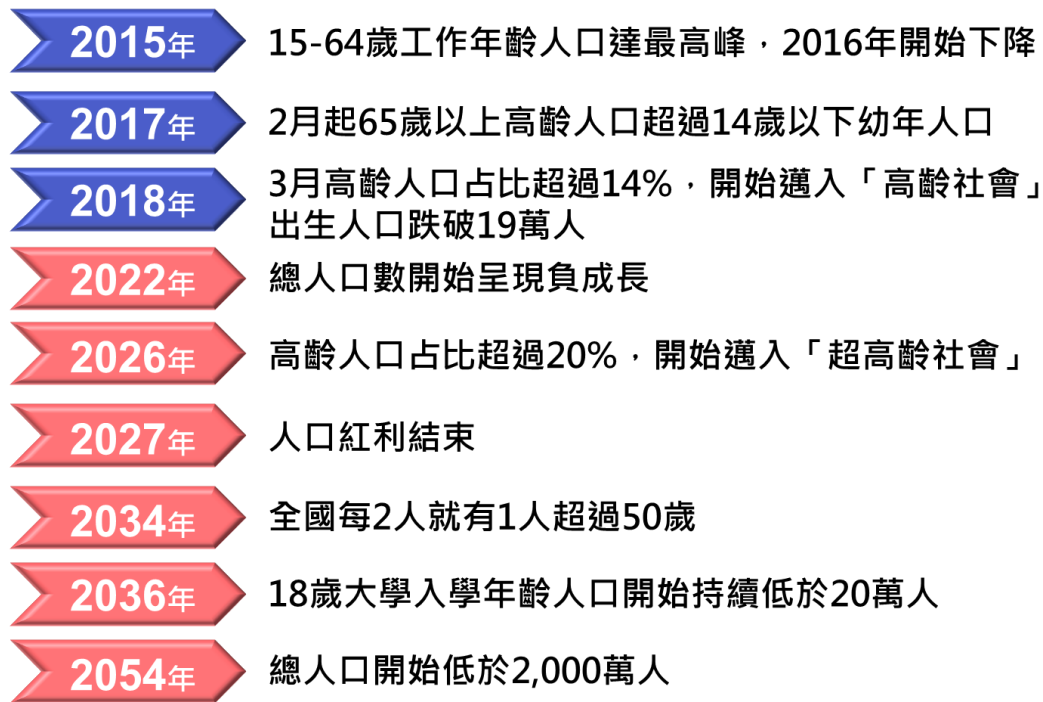 2015年 15-64歲工作年齡人口達最高峰，2016年開始下降
2017年 2月起65歲以上高齡人口超過14歲以下幼年人口
2018年 3月高齡人口占比超過14%，開始邁入「高齡社會」
出生人口跌破19萬人
2022年 總人口數開始呈現負成長
2026年 高齡人口占比超過20%，開始邁入「超高齡社會」
2027年 人口紅利結束
2034年 全國每2人就有1人超過50歲
2036年 18歲大學入學年齡人口開始持續低於20萬人
2054年 總人口開始低於2,000萬人